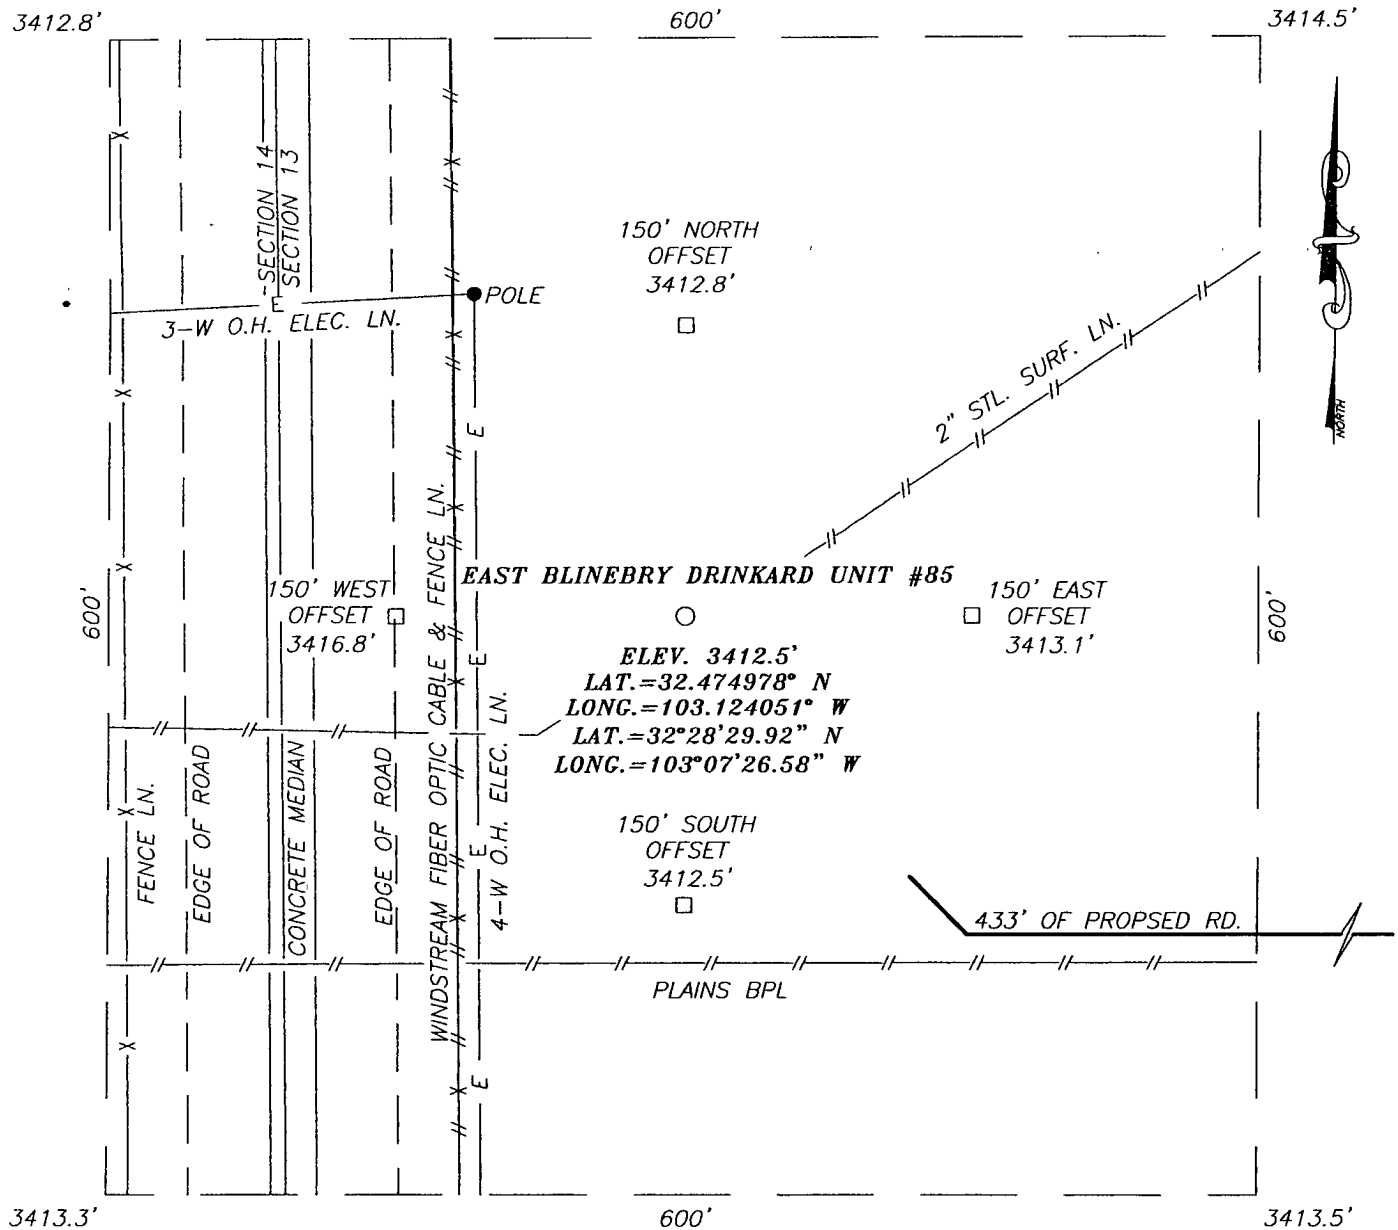 3412.8'
600'
3414.5'
-SECTION 14
SECTION 13
NORTH
150' NORTH
OFFSET
3412.8'
E
POLE
3-W O.H. ELEC. LN.
2" STL. SURF. LN.
E
EAST BLINEBRY DRINKARD UNIT #85
600'
150' WEST
OFFSET
3416.8'
150' EAST
OFFSET
3413.1'
600'
ELEV. 3412.5'
LAT.=32.474978° N
LONG.=103.124051° W
LAT.=32°28'29.92" N
LONG.=103°07'26.58" W
E
FENCE LN.
EDGE OF ROAD
CONCRETE MEDIAN
EDGE OF ROAD
WINDSTREAM FIBER OPTIC CABLE & FENCE LN.
4-W O.H. ELEC. LN.
E
150' SOUTH
OFFSET
3412.5'
433' OF PROPSED RD.
PLAINS BPL
E
3413.3'
600'
3413.5'